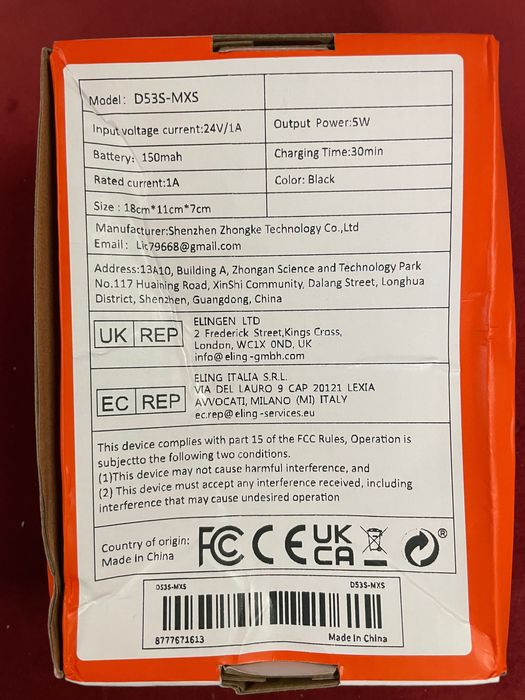 Model: D53S-MXS
Input voltage current:24V/1A
Output Power:5W
Battery: 150mah
Charging Time:30min
Rated current:1A
Color: Black
Size : 18cm*11cm*7cm
Manufacturer:Shenzhen Zhongke Technology Co.,Ltd
Email: Llc79668@gmail.com
Address:13A10, Building A, Zhongan Science and Technology Park
No.117 Huaining Road, XinShi Community, Dalang Street, Longhua
District, Shenzhen, Guangdong, China
UK REP
ELINGEN LTD
2 Frederick Street,Kings Cross,
London, WC1X 0ND, UK
info@eling-gmbh.com
EC REP
ELING ITALIA S.R.L.
VIA DEL LAURO 9 CAP 20121 LEXIA
AVVOCATI, MILANO (MI) ITALY
ec.rep@eling-services.eu
This device complies with part 15 of the FCC Rules, Operation is
subjectto the following two conditions.
(1)This device may not cause harmful interference, and
(2) This device must accept any interference received, including
interference that may cause undesired operation
Country of origin:
Made in China
FC CE UK
CA ®
D53S-MXS D53S-MXS
8777671613 Made In China